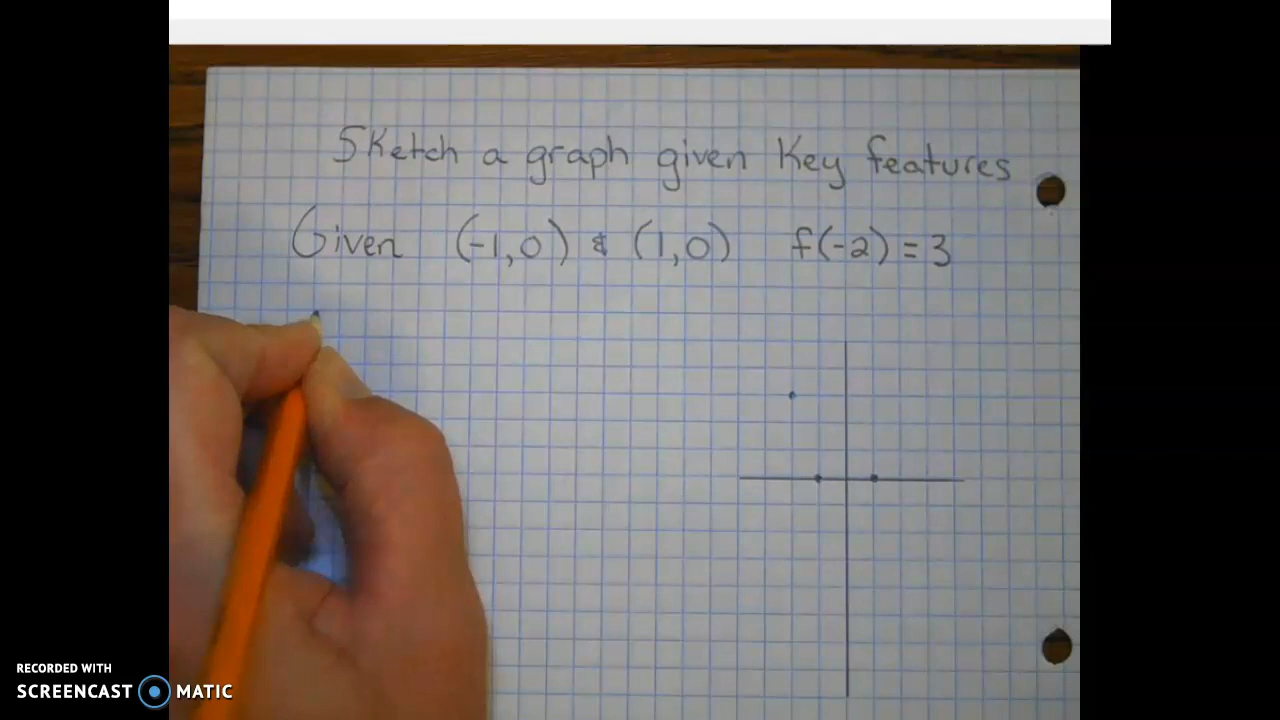 Sketch a graph given Key features
Given (-1,0) & (1,0) f(-2) = 3
RECORDED WITH
SCREENCAST MATIC